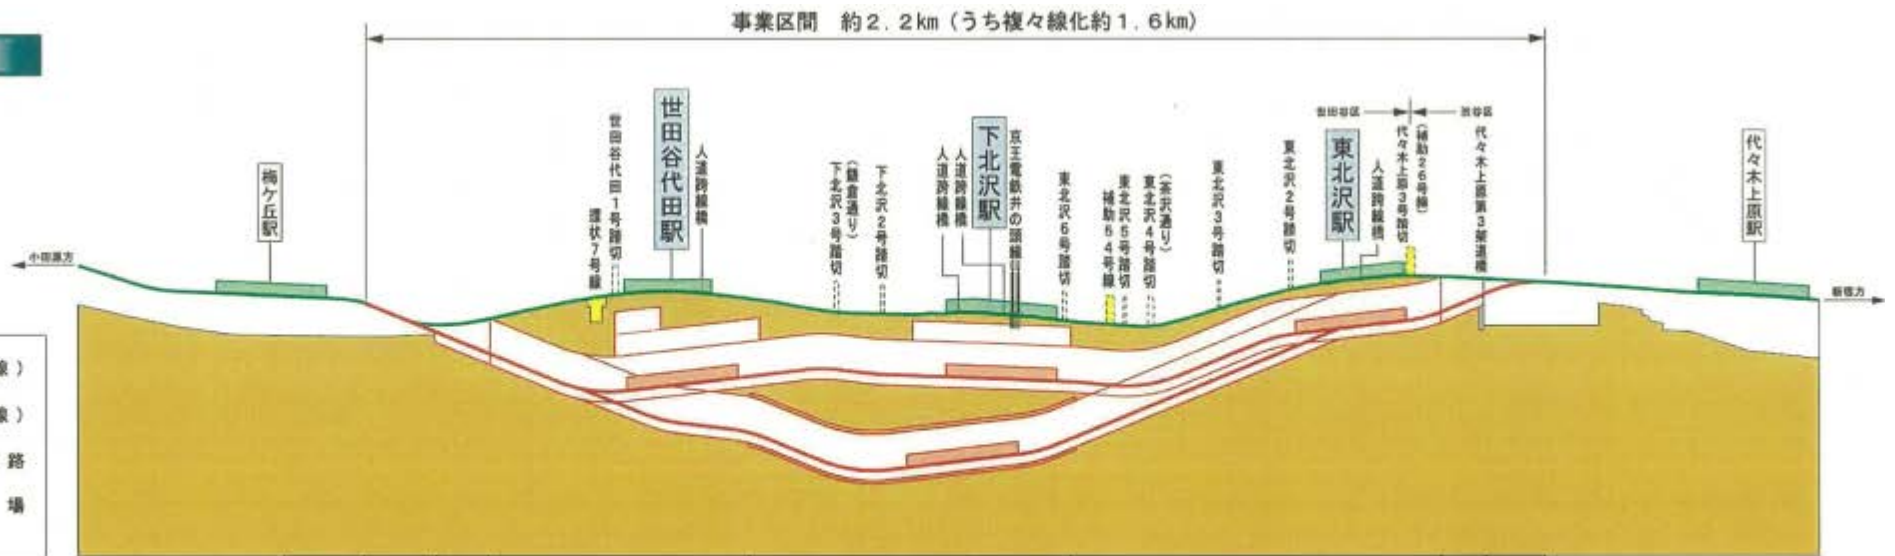 事業区間 約2.2km（うち複々線化約1.6km）
小田原方
梅ケ丘駅
環状7号線
世田谷代田1号踏切
世田谷代田駅
人道跨線橋
下北沢3号踏切
（鎌倉通り）
下北沢2号踏切
人道跨線橋
人道跨線橋
下北沢駅
京王電鉄井の頭線
東北沢6号踏切
補助54号線
東北沢5号踏切
東北沢4号踏切
（茶沢通り）
東北沢3号踏切
東北沢2号踏切
世田谷区
渋谷区
東北沢駅
人道跨線橋
代々木上原3号踏切
（補助26号線）
代々木上原第3架道橋
代々木上原駅
新宿方
線）
線）
路
場